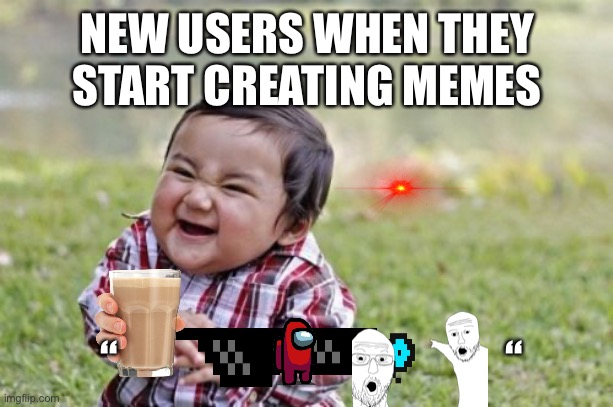 NEW USERS WHEN THEY
START CREATING MEMES
“ “
imgflip.com